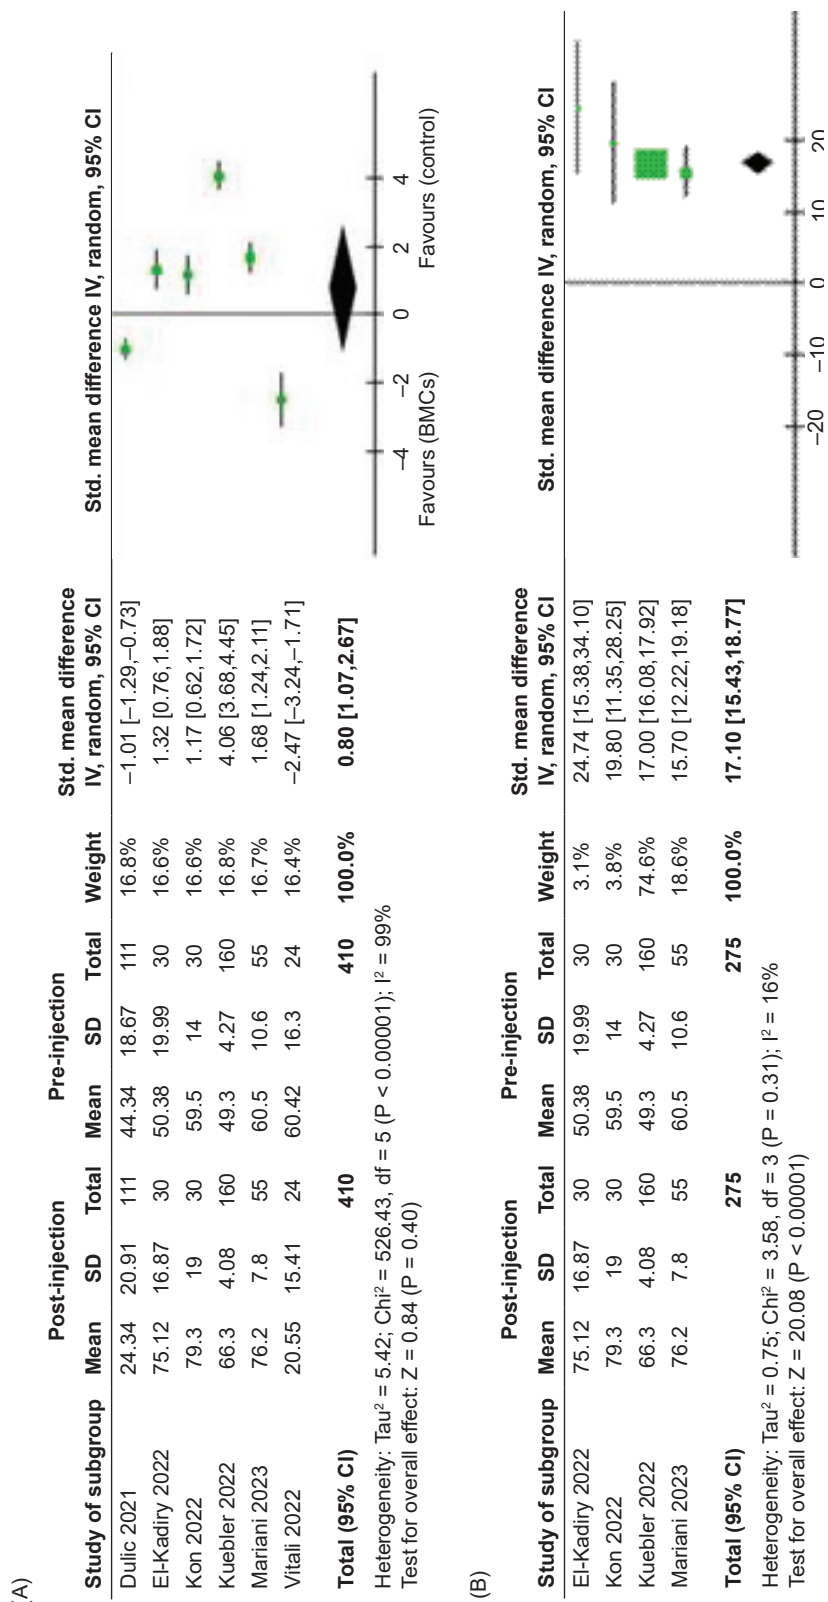 (A)
Post-injection Pre-injection Std. mean difference Std. mean difference IV, random, 95% CI
Study of subgroup Mean SD Total Mean SD Total Weight IV, random, 95% CI
Dulic 2021 24.34 20.91 111 44.34 18.67 111 16.8% –1.01 [–1.29,–0.73]
El-Kadiry 2022 75.12 16.87 30 50.38 19.99 30 16.6% 1.32 [0.76,1.88]
Kon 2022 79.3 19 30 59.5 14 30 16.6% 1.17 [0.62,1.72]
Kuebler 2022 66.3 4.08 160 49.3 4.27 160 16.8% 4.06 [3.68,4.45]
Mariani 2023 76.2 7.8 55 60.5 10.6 55 16.7% 1.68 [1.24,2.11]
Vitali 2022 20.55 15.41 24 60.42 16.3 24 16.4% –2.47 [–3.24,–1.71]
Total (95% CI) 410 410 100.0% 0.80 [1.07,2.67]
Heterogeneity: Tau² = 5.42; Chi² = 526.43, df = 5 (P < 0.00001); I² = 99%
Test for overall effect: Z = 0.84 (P = 0.40)
–4 –2 0 2 4
Favours (BMCs) Favours (control)
(B)
Post-injection Pre-injection Std. mean difference Std. mean difference IV, random, 95% CI
Study of subgroup Mean SD Total Mean SD Total Weight IV, random, 95% CI
El-Kadiry 2022 75.12 16.87 30 50.38 19.99 30 3.1% 24.74 [15.38,34.10]
Kon 2022 79.3 19 30 59.5 14 30 3.8% 19.80 [11.35,28.25]
Kuebler 2022 66.3 4.08 160 49.3 4.27 160 74.6% 17.00 [16.08,17.92]
Mariani 2023 76.2 7.8 55 60.5 10.6 55 18.6% 15.70 [12.22,19.18]
Total (95% CI) 275 275 100.0% 17.10 [15.43,18.77]
Heterogeneity: Tau² = 0.75; Chi² = 3.58, df = 3 (P = 0.31); I² = 16%
Test for overall effect: Z = 20.08 (P < 0.00001)
–20 –10 0 10 20